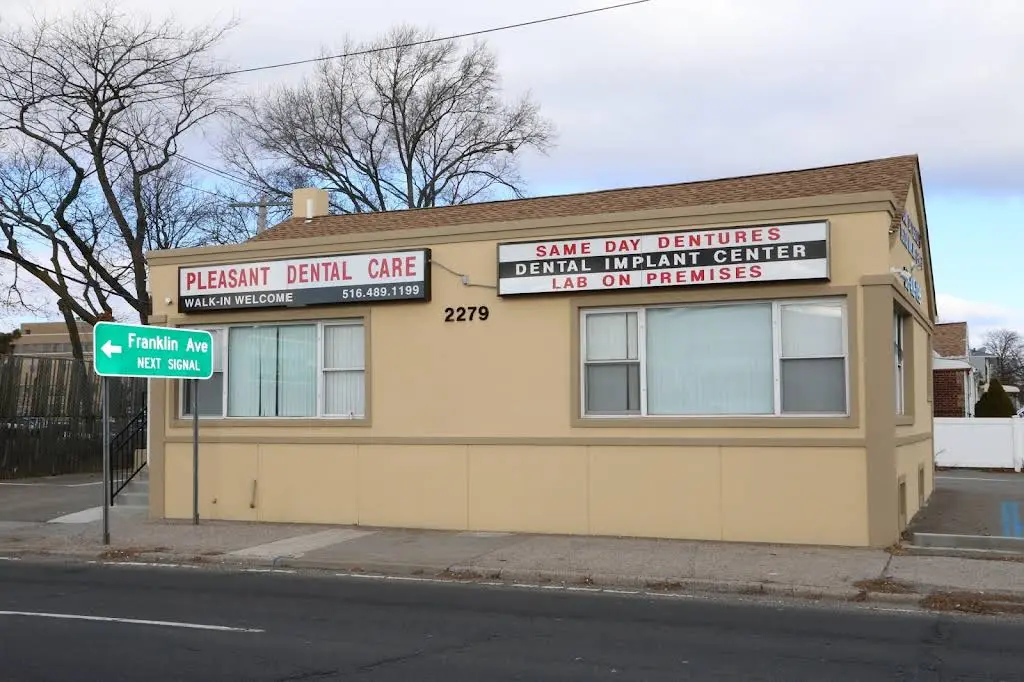 PLEASANT DENTAL CARE
WALK-IN WELCOME 516.489.1199
2279
SAME DAY DENTURES
DENTAL IMPLANT CENTER
LAB ON PREMISES
Franklin Ave
NEXT SIGNAL